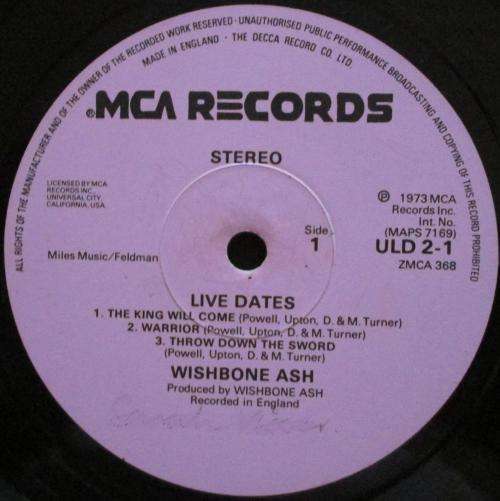 ALL RIGHTS OF THE MANUFACTURER AND OF THE OWNER OF THE RECORDED WORK RESERVED · UNAUTHORISED PUBLIC PERFORMANCE BROADCASTING AND COPYING OF THIS RECORD PROHIBITED
MADE IN ENGLAND · THE DECCA RECORD CO. LTD.
®MCA RECORDS
STEREO
LICENSED BY MCA
RECORDS INC.,
UNIVERSAL CITY,
CALIFORNIA, USA.
℗ 1973 MCA
Records Inc.
Int. No.
(MAPS 7169)
Side
1
ULD 2-1
ZMCA 368
Miles Music/Feldman
LIVE DATES
1. THE KING WILL COME (Powell, Upton, D. & M. Turner)
2. WARRIOR (Powell, Upton, D. & M. Turner)
3. THROW DOWN THE SWORD
(Powell, Upton, D. & M. Turner)
WISHBONE ASH
Produced by WISHBONE ASH
Recorded in England